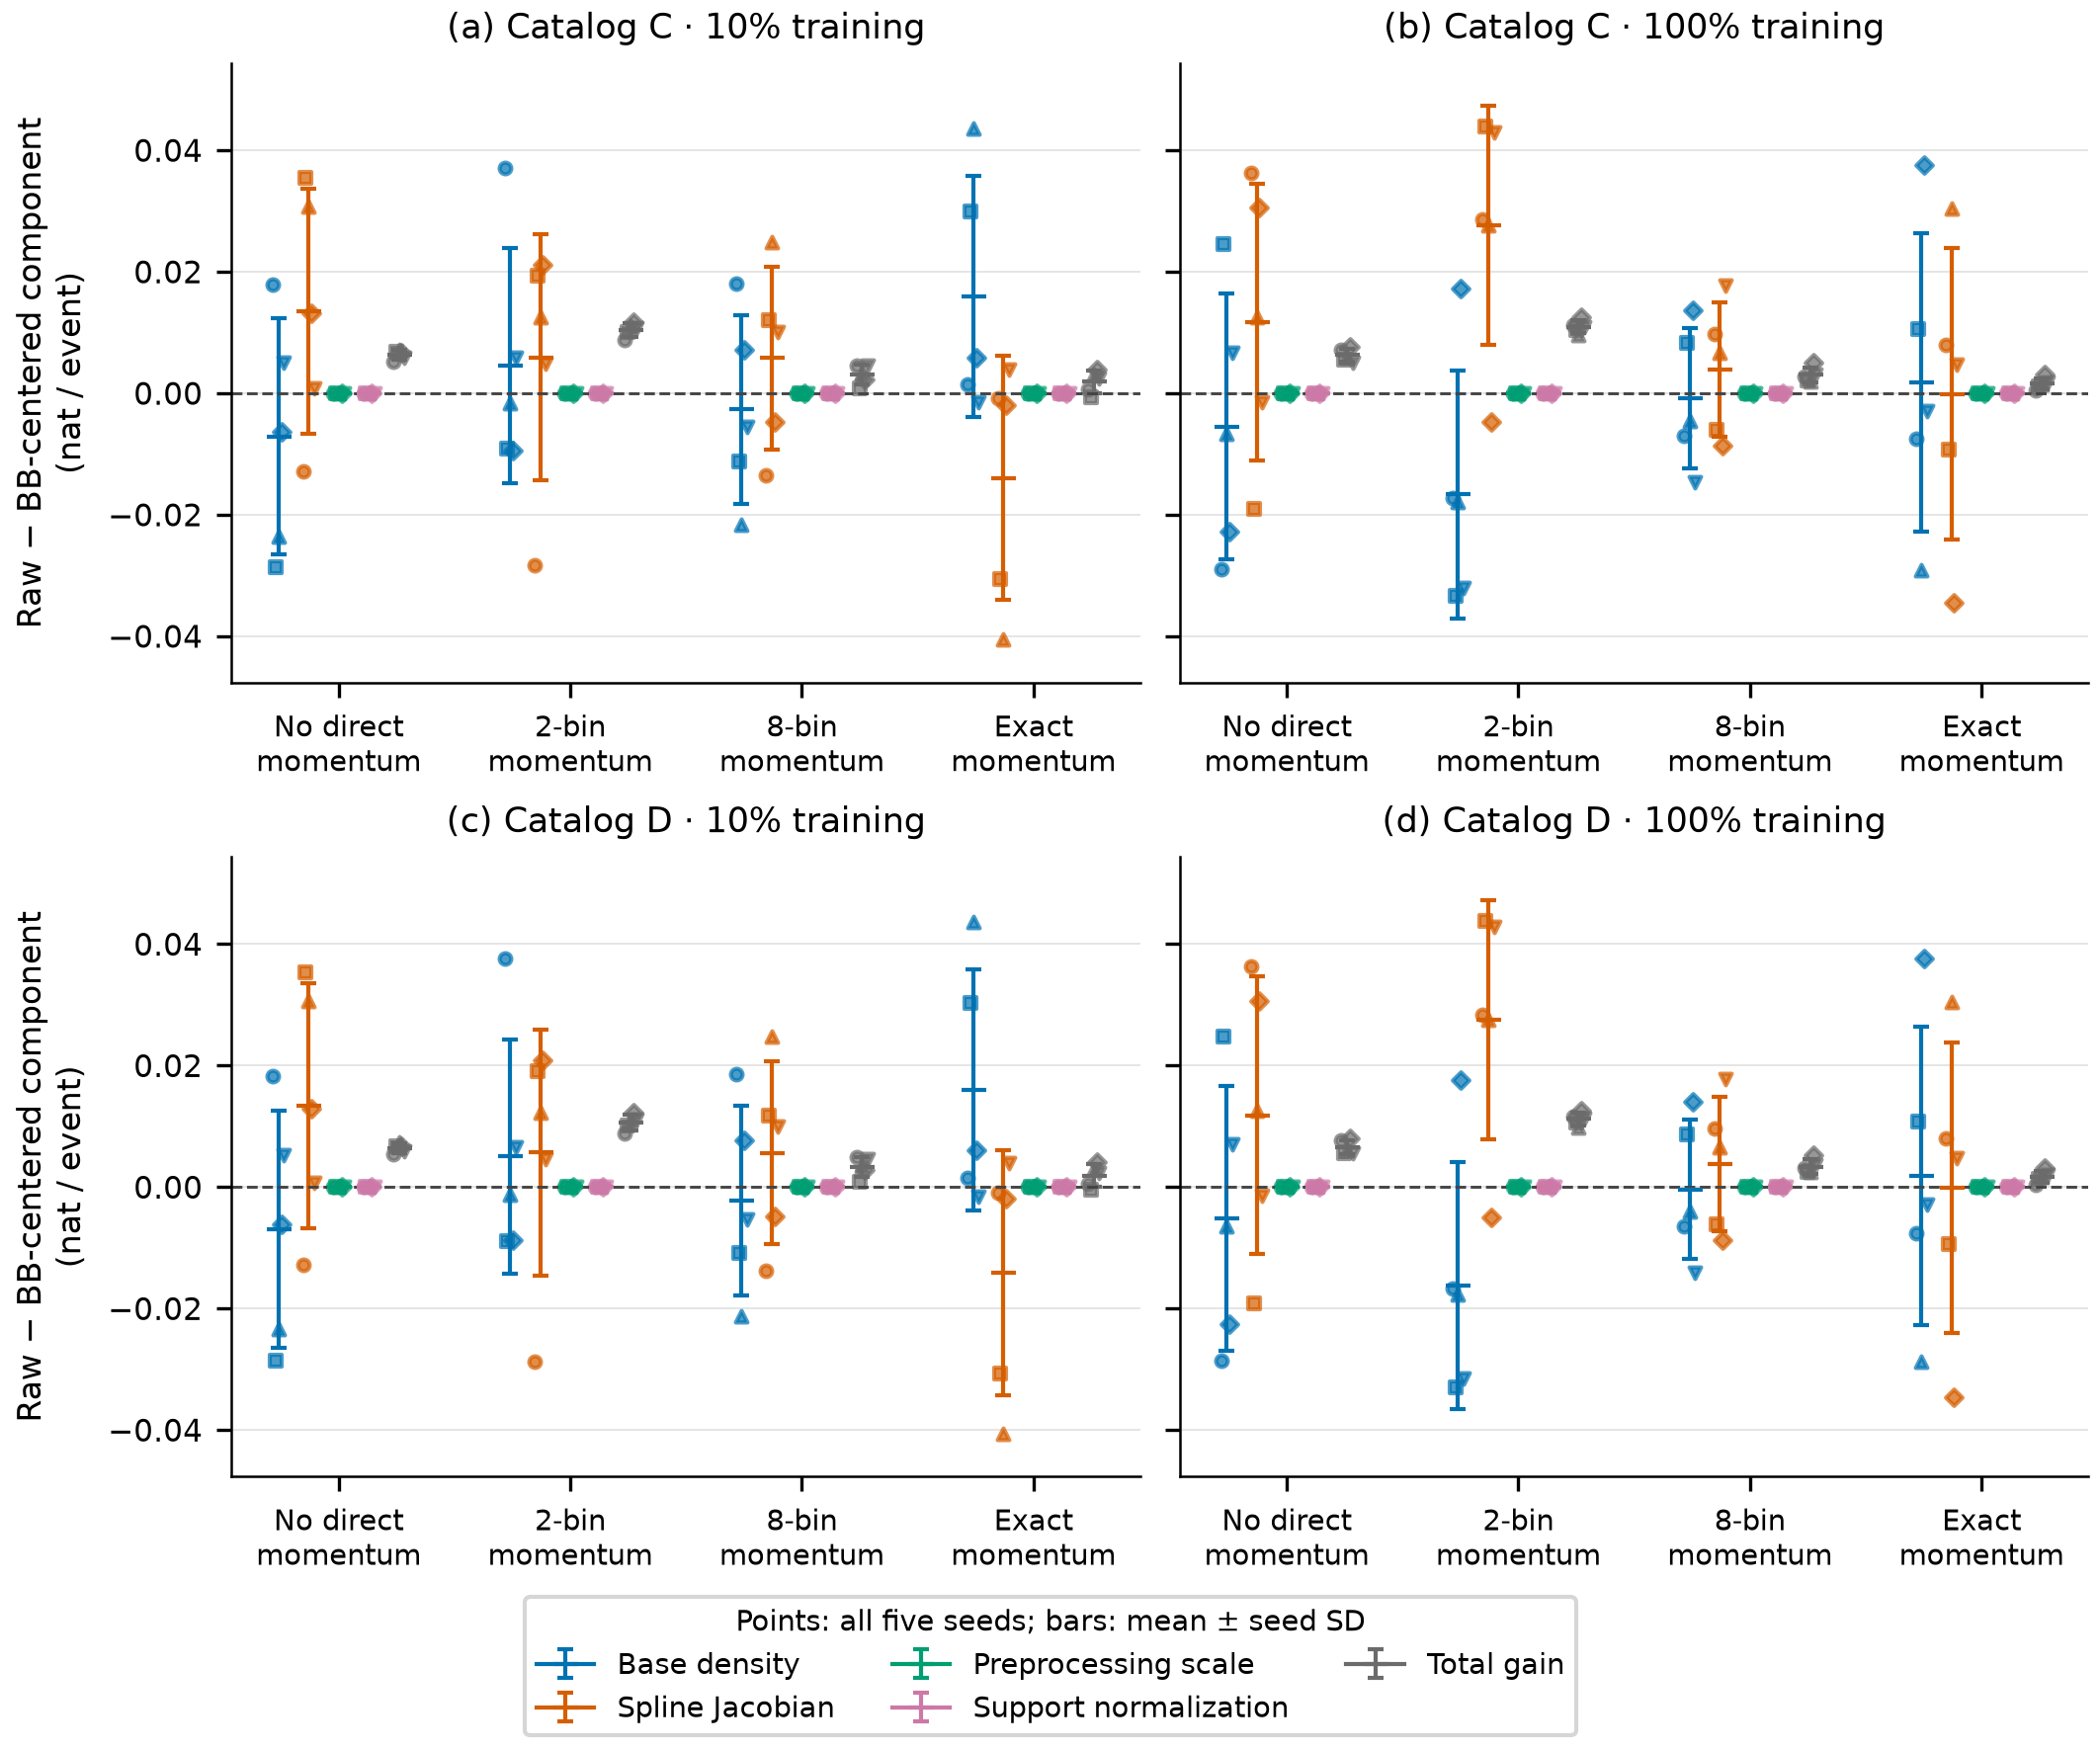 (a) Catalog C · 10% training
(b) Catalog C · 100% training
Raw − BB-centered component
(nat / event)
0.04
0.02
0.00
−0.02
−0.04
No direct
momentum
2-bin
momentum
8-bin
momentum
Exact
momentum
No direct
momentum
2-bin
momentum
8-bin
momentum
Exact
momentum
(c) Catalog D · 10% training
(d) Catalog D · 100% training
Raw − BB-centered component
(nat / event)
0.04
0.02
0.00
−0.02
−0.04
No direct
momentum
2-bin
momentum
8-bin
momentum
Exact
momentum
No direct
momentum
2-bin
momentum
8-bin
momentum
Exact
momentum
Points: all five seeds; bars: mean ± seed SD
Base density
Spline Jacobian
Preprocessing scale
Support normalization
Total gain